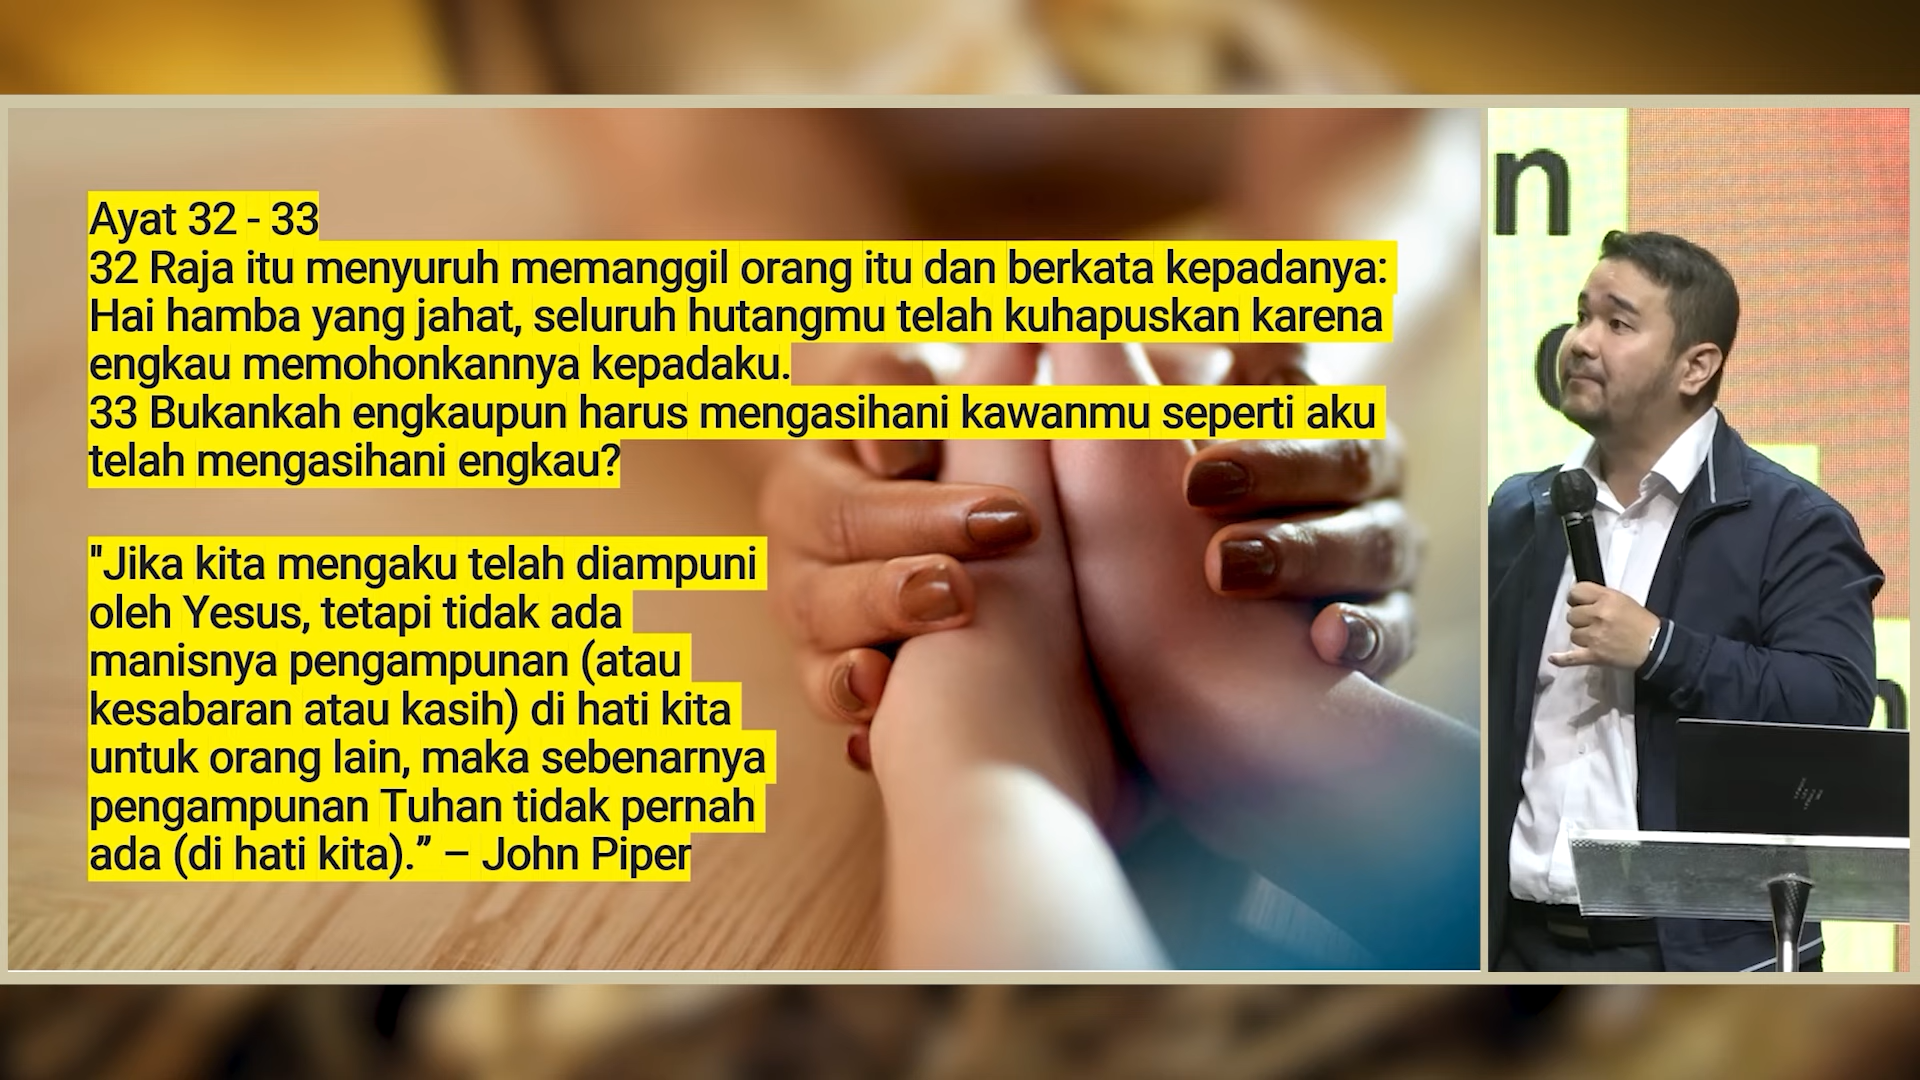 Ayat 32 - 33
32 Raja itu menyuruh memanggil orang itu dan berkata kepadanya:
Hai hamba yang jahat, seluruh hutangmu telah kuhapuskan karena
engkau memohonkannya kepadaku.
33 Bukankah engkaupun harus mengasihani kawanmu seperti aku
telah mengasihani engkau?
"Jika kita mengaku telah diampuni
oleh Yesus, tetapi tidak ada
manisnya pengampunan (atau
kesabaran atau kasih) di hati kita
untuk orang lain, maka sebenarnya
pengampunan Tuhan tidak pernah
ada (di hati kita).” – John Piper
n